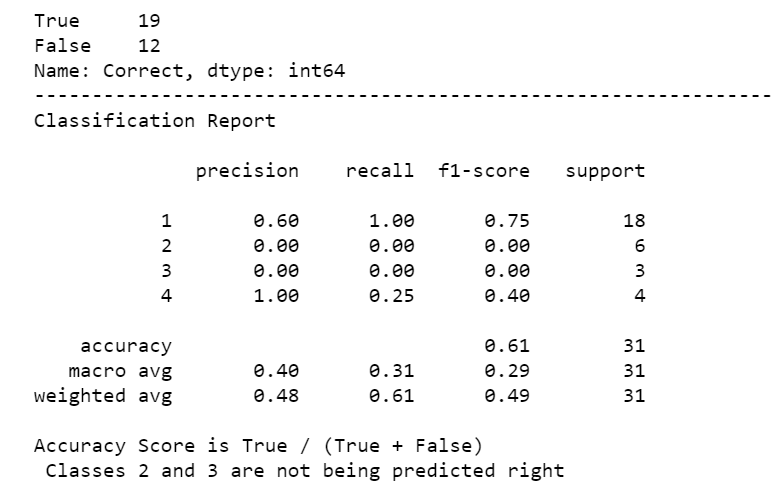 True     19
False    12
Name: Correct, dtype: int64
----------------------------------------------------------------
Classification Report

              precision    recall  f1-score   support

           1       0.60      1.00      0.75        18
           2       0.00      0.00      0.00         6
           3       0.00      0.00      0.00         3
           4       1.00      0.25      0.40         4

    accuracy                           0.61        31
   macro avg       0.40      0.31      0.29        31
weighted avg       0.48      0.61      0.49        31

Accuracy Score is True / (True + False)
 Classes 2 and 3 are not being predicted right